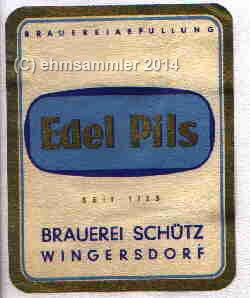 BRAUEREIABFÜLLUNG
(C) ehmsammler 2014
Edel Pils
SEIT 1725
BRAUEREI SCHÜTZ
WINGERSDORF